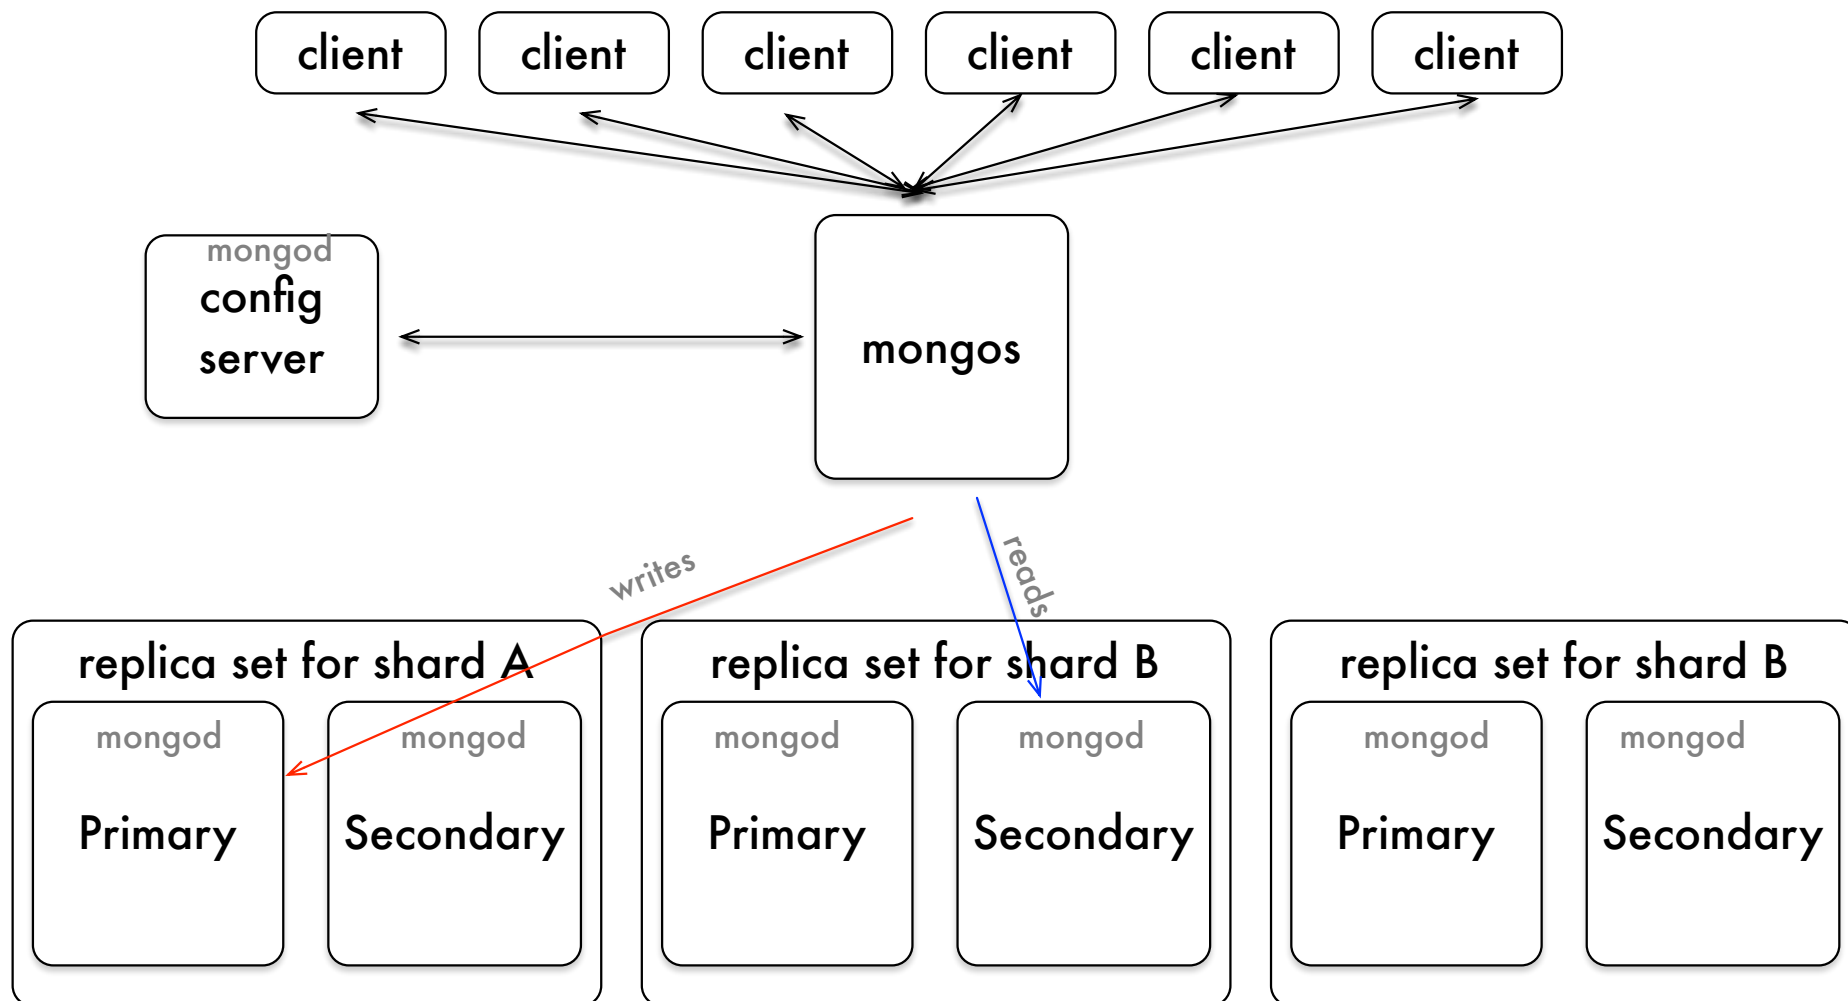 client
client
client
client
client
client
mongod
config
server
mongos
writes
reads
replica set for shard A
mongod
Primary
mongod
Secondary
replica set for shard B
mongod
Primary
mongod
Secondary
replica set for shard B
mongod
Primary
mongod
Secondary